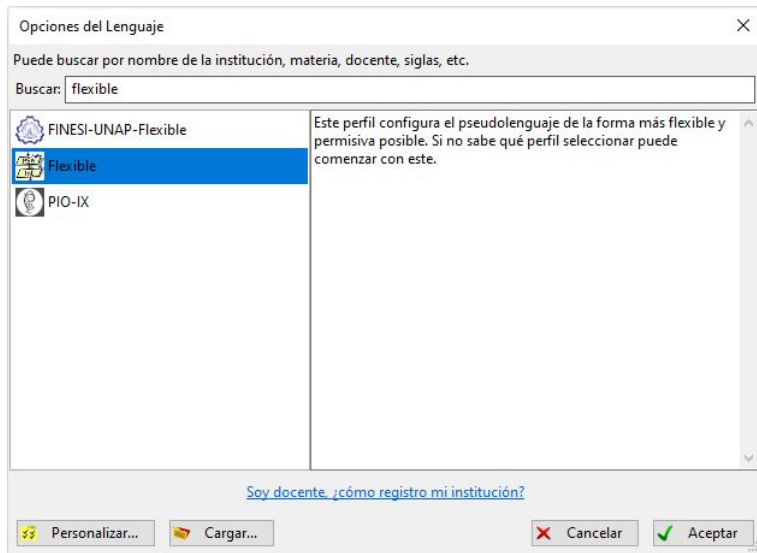 Opciones del Lenguaje
Puede buscar por nombre de la institución, materia, docente, siglas, etc.
Buscar: flexible
FINESI-UNAP-Flexible
Flexible
PIO-IX
Este perfil configura el pseudolenguaje de la forma más flexible y
permisiva posible. Si no sabe qué perfil seleccionar puede
comenzar con este.
Soy docente, ¿cómo registro mi institución?
Personalizar... Cargar... Cancelar Aceptar